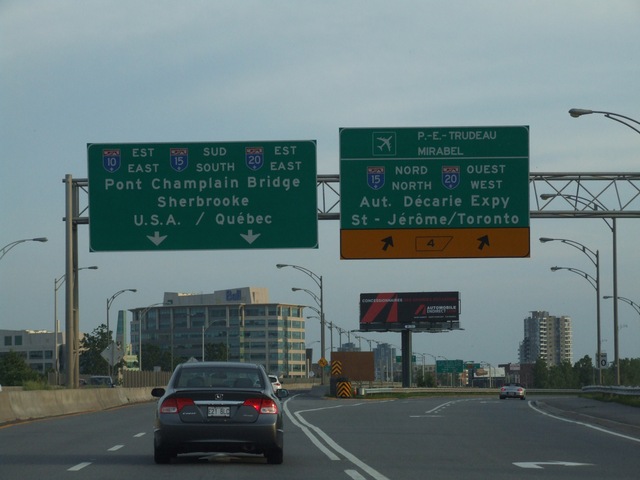 EST SUD EST
10 EAST 15 SOUTH 20 EAST
Pont Champlain Bridge
Sherbrooke
U.S.A. / Québec
P.-E.-TRUDEAU
MIRABEL
NORD OUEST
15 NORTH 20 WEST
Aut. Décarie Expy
St - Jérôme/Toronto
4
AUTOMOBILE